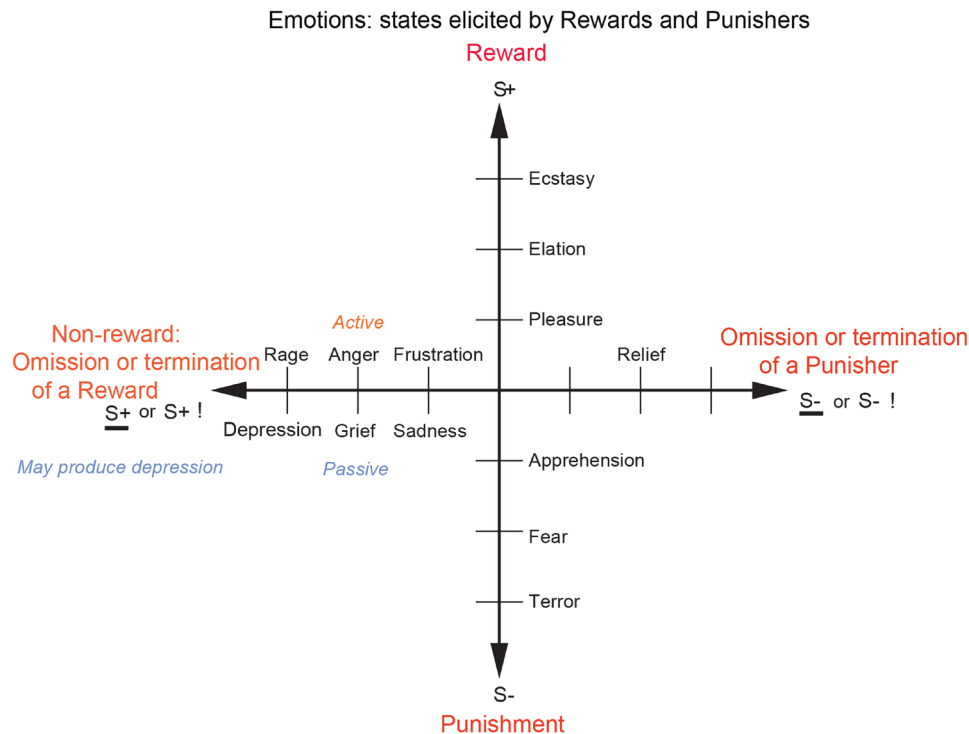 Emotions: states elicited by Rewards and Punishers
Reward
S+
Ecstasy
Elation
Pleasure
Non-reward:
Omission or termination
of a Reward
S+ or S+ !
May produce depression
Active
Rage Anger Frustration
Depression Grief Sadness
Passive
Relief
Omission or termination
of a Punisher
S- or S- !
Apprehension
Fear
Terror
S-
Punishment